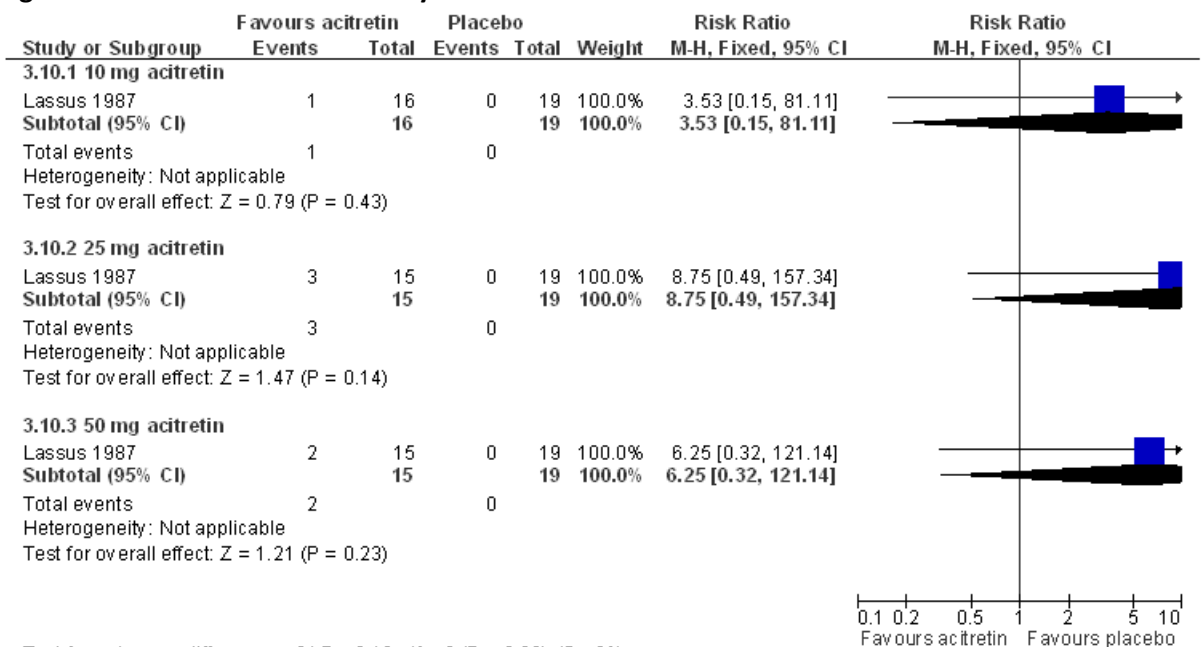 Favours acitretin Placebo Risk Ratio Risk Ratio
Study or Subgroup Events Total Events Total Weight M-H, Fixed, 95% CI M-H, Fixed, 95% CI
3.10.1 10 mg acitretin
Lassus 1987 1 16 0 19 100.0% 3.53 [0.15, 81.11]
Subtotal (95% CI) 16 19 100.0% 3.53 [0.15, 81.11]
Total events 1 0
Heterogeneity: Not applicable
Test for overall effect: Z = 0.79 (P = 0.43)
3.10.2 25 mg acitretin
Lassus 1987 3 15 0 19 100.0% 8.75 [0.49, 157.34]
Subtotal (95% CI) 15 19 100.0% 8.75 [0.49, 157.34]
Total events 3 0
Heterogeneity: Not applicable
Test for overall effect: Z = 1.47 (P = 0.14)
3.10.3 50 mg acitretin
Lassus 1987 2 15 0 19 100.0% 6.25 [0.32, 121.14]
Subtotal (95% CI) 15 19 100.0% 6.25 [0.32, 121.14]
Total events 2 0
Heterogeneity: Not applicable
Test for overall effect: Z = 1.21 (P = 0.23)
0.1 0.2 0.5 1 2 5 10
Favours acitretin Favours placebo